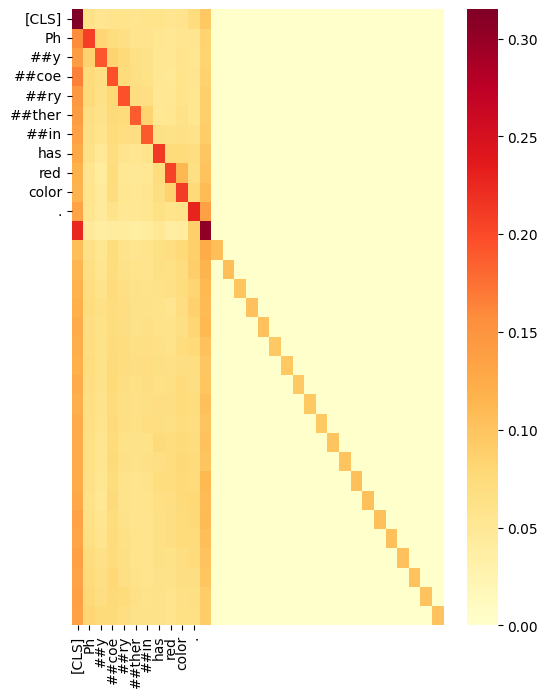 [CLS]
Ph
##y
##coe
##ry
##ther
##in
has
red
color
.
[CLS]
Ph
##y
##coe
##ry
##ther
##in
has
red
color
.
0.30
0.25
0.20
0.15
0.10
0.05
0.00